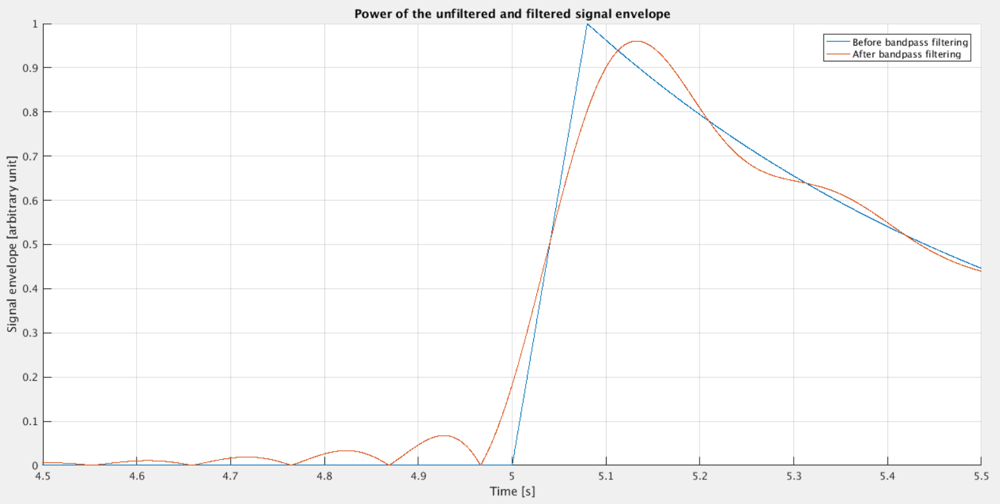 Power of the unfiltered and filtered signal envelope
Before bandpass filtering
After bandpass filtering
Signal envelope [arbitrary unit]
1
0.9
0.8
0.7
0.6
0.5
0.4
0.3
0.2
0.1
0
4.5 4.6 4.7 4.8 4.9 5 5.1 5.2 5.3 5.4 5.5
Time [s]